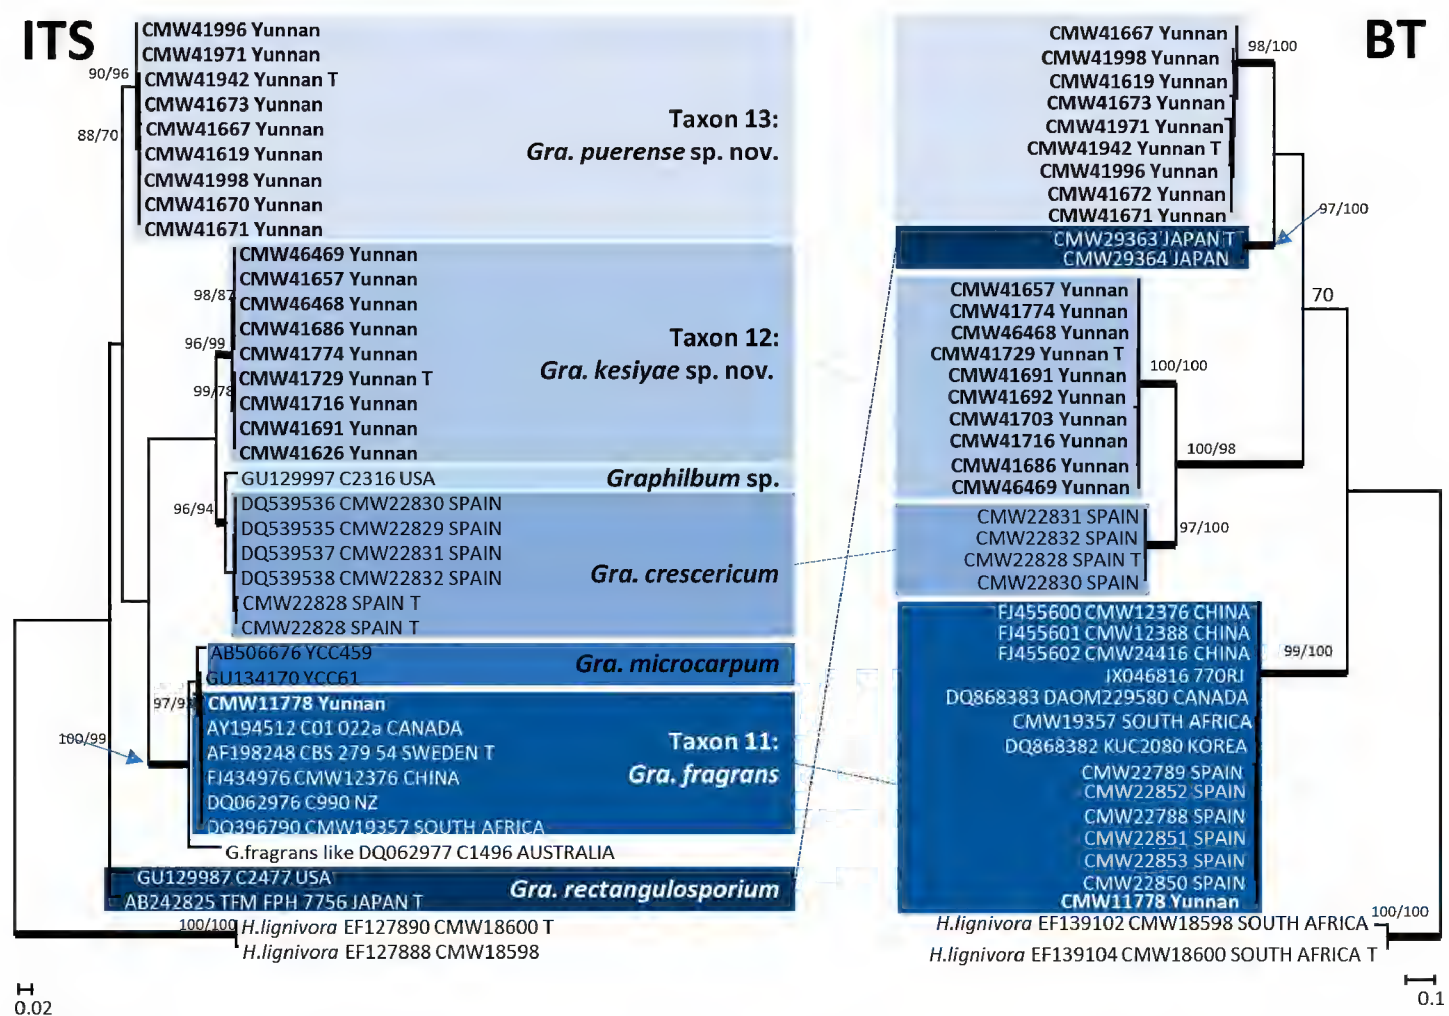 ITS
CMW41996 Yunnan
CMW41971 Yunnan
90/96
CMW41942 Yunnan T
CMW41673 Yunnan
88/70
CMW41667 Yunnan
CMW41619 Yunnan
CMW41998 Yunnan
CMW41670 Yunnan
CMW41671 Yunnan
Taxon 13:
Gra. puerense sp. nov.
CMW46469 Yunnan
CMW41657 Yunnan
98/87
CMW46468 Yunnan
CMW41686 Yunnan
96/99
CMW41774 Yunnan
CMW41729 Yunnan T
99/78
CMW41716 Yunnan
CMW41691 Yunnan
CMW41626 Yunnan
Taxon 12:
Gra. kesiyae sp. nov.
GU129997 C2316 USA
Graphilbum sp.
DQ539536 CMW22830 SPAIN
96/94
DQ539535 CMW22829 SPAIN
DQ539537 CMW22831 SPAIN
DQ539538 CMW22832 SPAIN
CMW22828 SPAIN T
CMW22828 SPAIN T
Gra. crescericum
AB506676 YCC459
GU134170 YCC61
Gra. microcarpum
97/93
CMW11778 Yunnan
AY194512 C01 022a CANADA
100/99
AF198248 CBS 279 54 SWEDEN T
FJ434976 CMW12376 CHINA
DQ062976 C990 NZ
DQ396790 CMW19357 SOUTH AFRICA
Taxon 11:
Gra. fragrans
G.fragrans like DQ062977 C1496 AUSTRALIA
GU129987 C2477 USA
AB242825 TFM FPH 7756 JAPAN T
Gra. rectangulosporium
100/100
H.lignivora EF127890 CMW18600 T
H.lignivora EF127888 CMW18598
0.02
BT
CMW41667 Yunnan
98/100
CMW41998 Yunnan
CMW41619 Yunnan
CMW41673 Yunnan
CMW41971 Yunnan
CMW41942 Yunnan T
CMW41996 Yunnan
CMW41672 Yunnan
CMW41671 Yunnan
97/100
CMW29363 JAPAN T
CMW29364 JAPAN
70
CMW41657 Yunnan
CMW41774 Yunnan
CMW46468 Yunnan
CMW41729 Yunnan T
100/100
CMW41691 Yunnan
CMW41692 Yunnan
CMW41703 Yunnan
CMW41716 Yunnan
100/98
CMW41686 Yunnan
CMW46469 Yunnan
CMW22831 SPAIN
97/100
CMW22832 SPAIN
CMW22828 SPAIN T
CMW22830 SPAIN
FJ455600 CMW12376 CHINA
FJ455601 CMW12388 CHINA
FJ455602 CMW24416 CHINA
99/100
JX046816 770RJ
DQ868383 DAOM229580 CANADA
CMW19357 SOUTH AFRICA
DQ868382 KUC2080 KOREA
CMW22789 SPAIN
CMW22852 SPAIN
CMW22788 SPAIN
CMW22851 SPAIN
CMW22853 SPAIN
CMW22850 SPAIN
CMW11778 Yunnan
100/100
H.lignivora EF139102 CMW18598 SOUTH AFRICA
H.lignivora EF139104 CMW18600 SOUTH AFRICA T
0.1